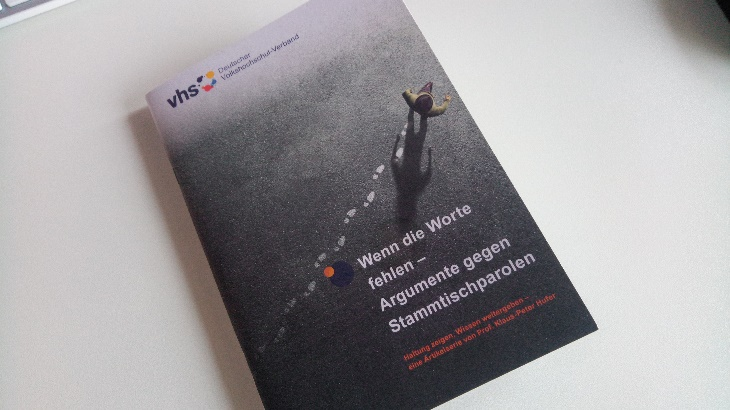 vhs
Deutscher
Volkshochschul-Verband
Wenn die Worte
fehlen –
Argumente gegen
Stammtischparolen
Haltung zeigen, Wissen weitergeben –
eine Artikelserie von Prof. Klaus-Peter Hufer